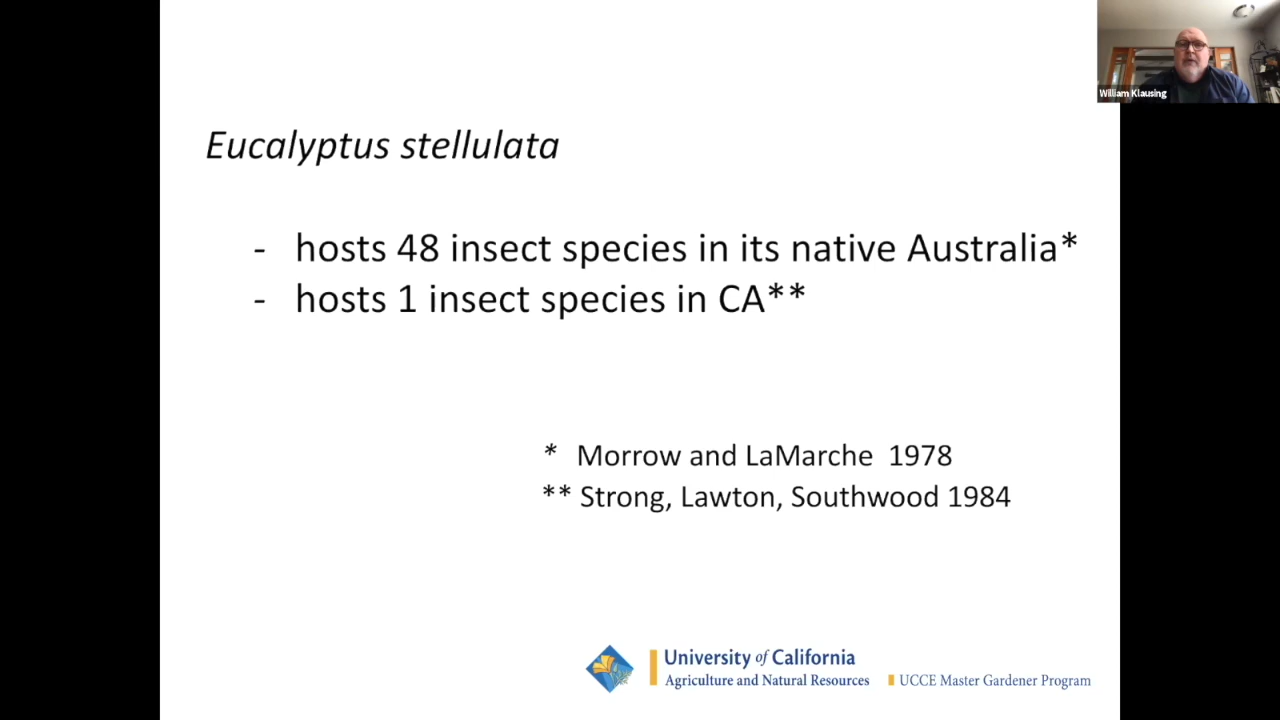 William Klausing
Eucalyptus stellulata
- hosts 48 insect species in its native Australia*
- hosts 1 insect species in CA**
* Morrow and LaMarche 1978
** Strong, Lawton, Southwood 1984
University of California
Agriculture and Natural Resources
UCCE Master Gardener Program